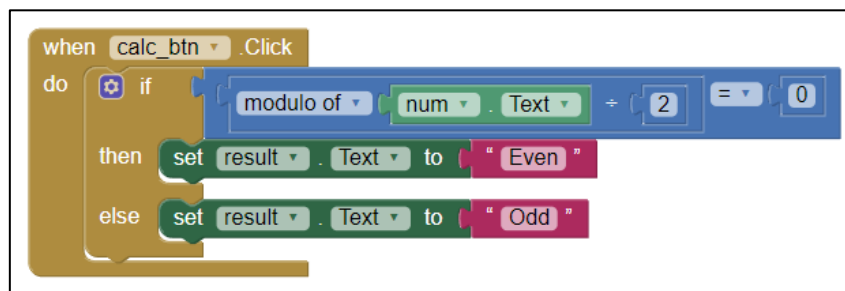 when calc_btn .Click
do if modulo of num . Text ÷ 2 = 0
then set result . Text to " Even "
else set result . Text to " Odd "